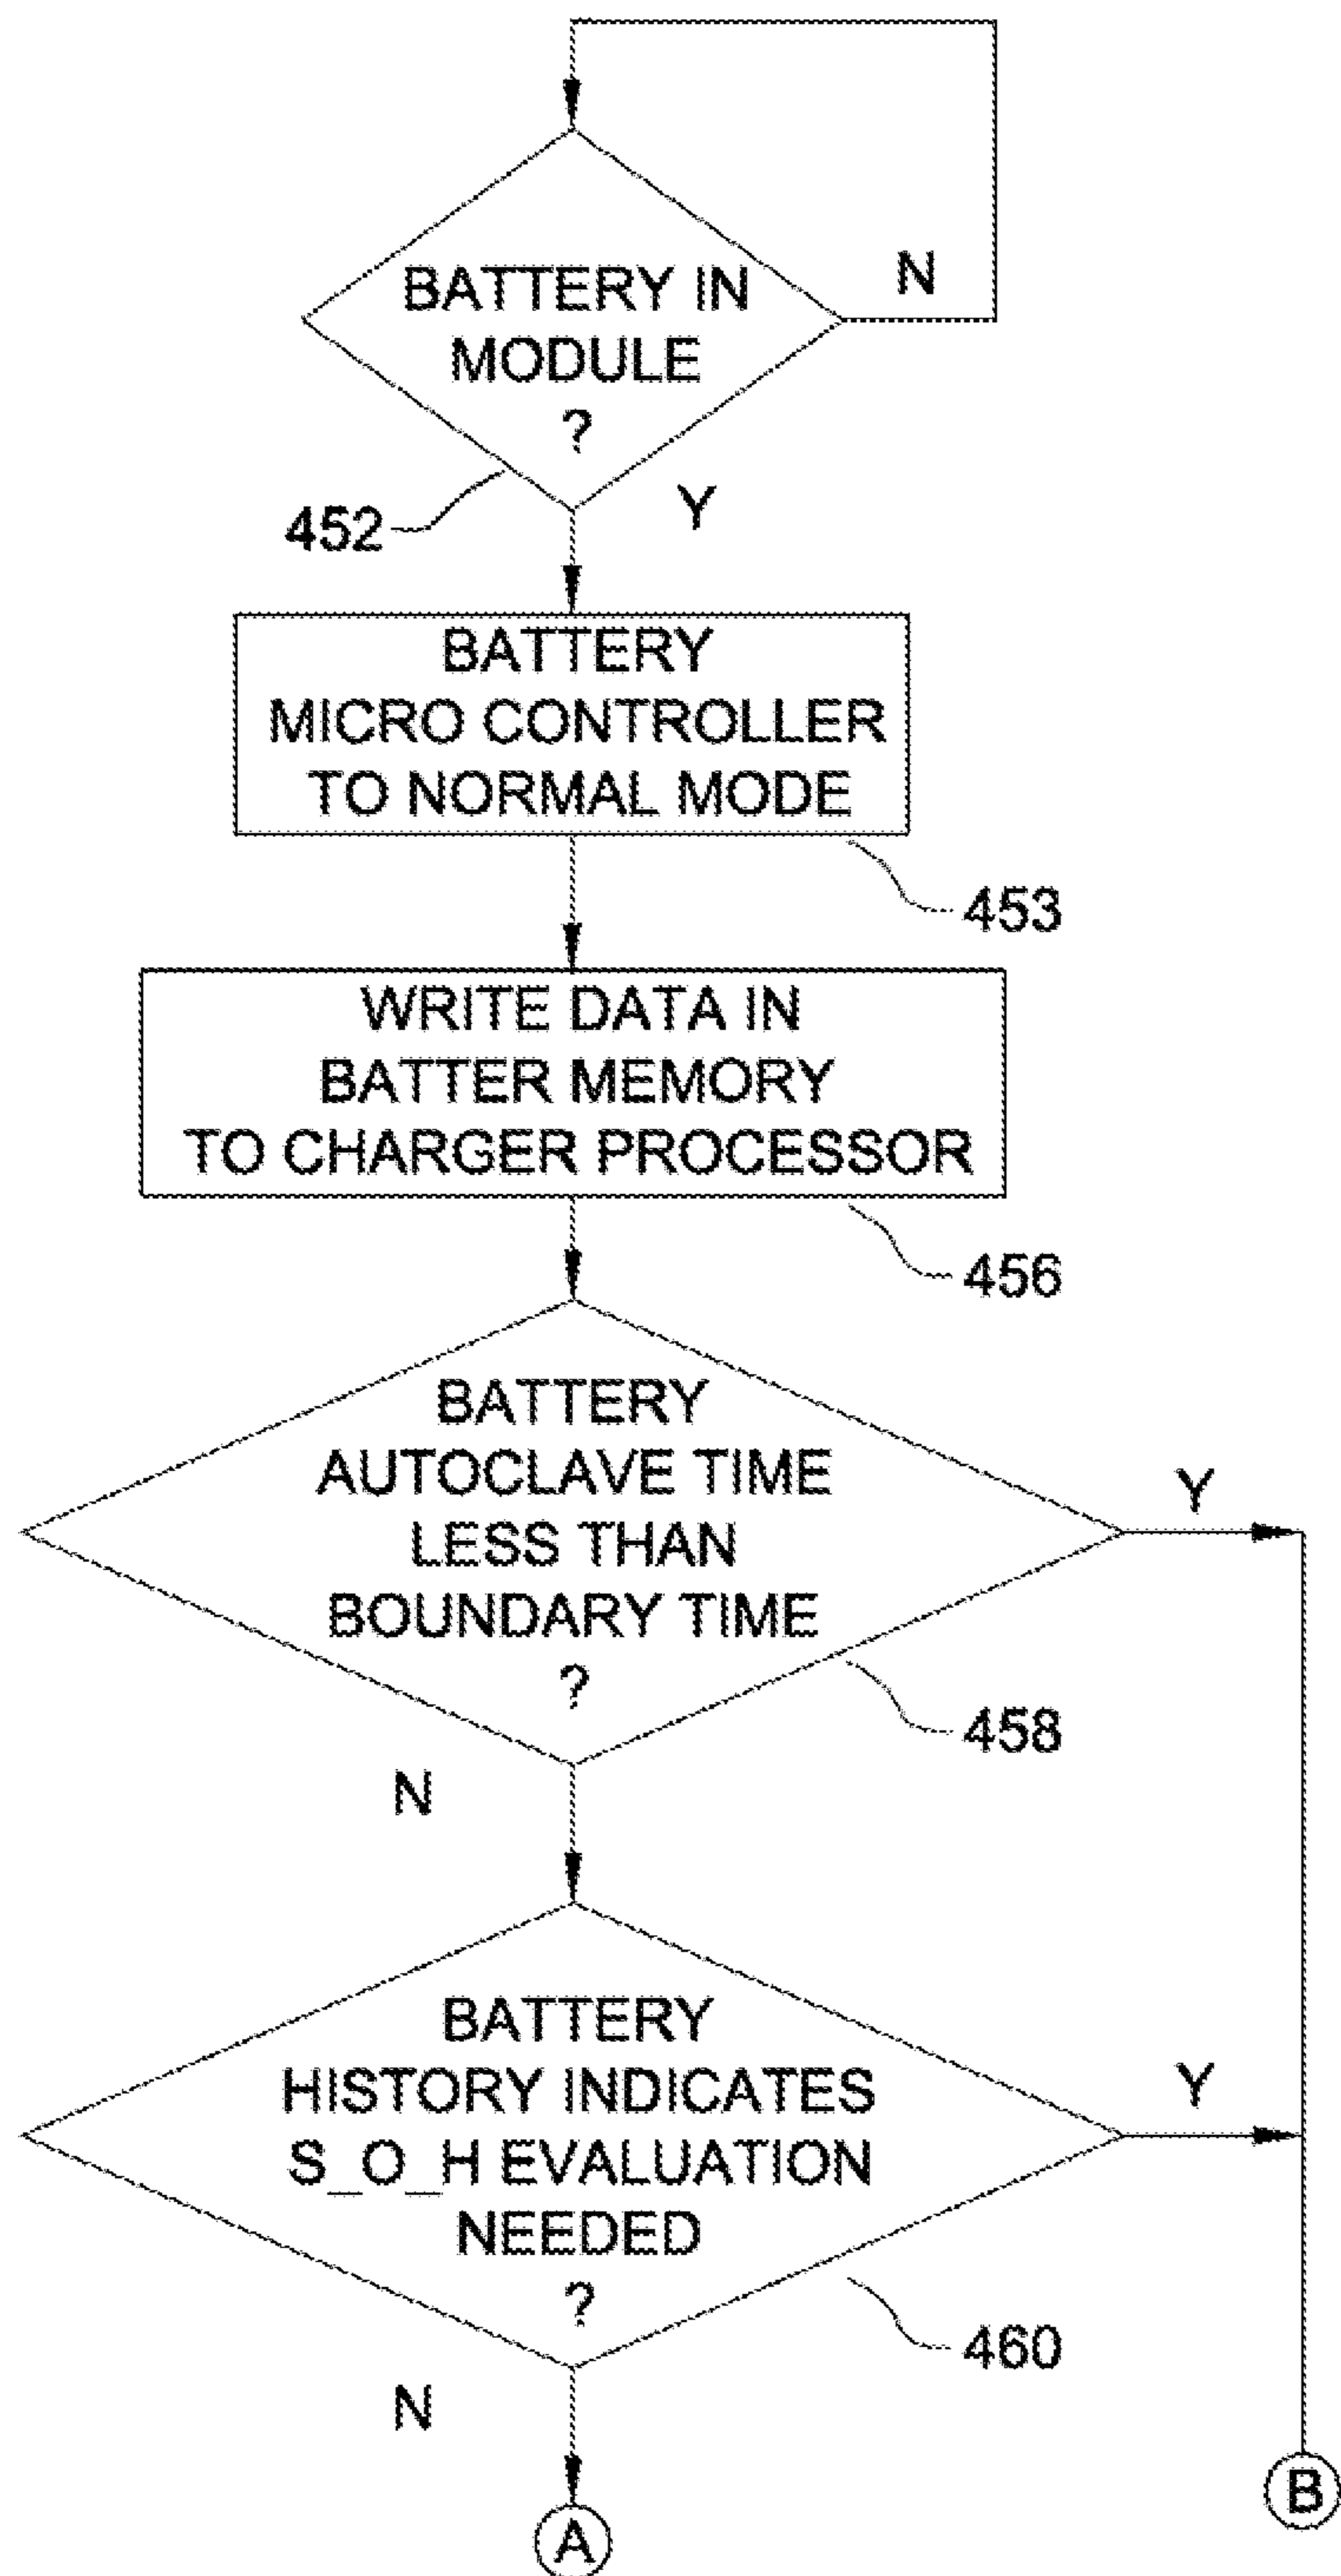 BATTERY IN
MODULE
?
N
452
Y
BATTERY
MICRO CONTROLLER
TO NORMAL MODE
453
WRITE DATA IN
BATTER MEMORY
TO CHARGER PROCESSOR
456
BATTERY
AUTOCLAVE TIME
LESS THAN
BOUNDARY TIME
?
Y
458
N
BATTERY
HISTORY INDICATES
S_O_H EVALUATION
NEEDED
?
Y
460
N
A
B